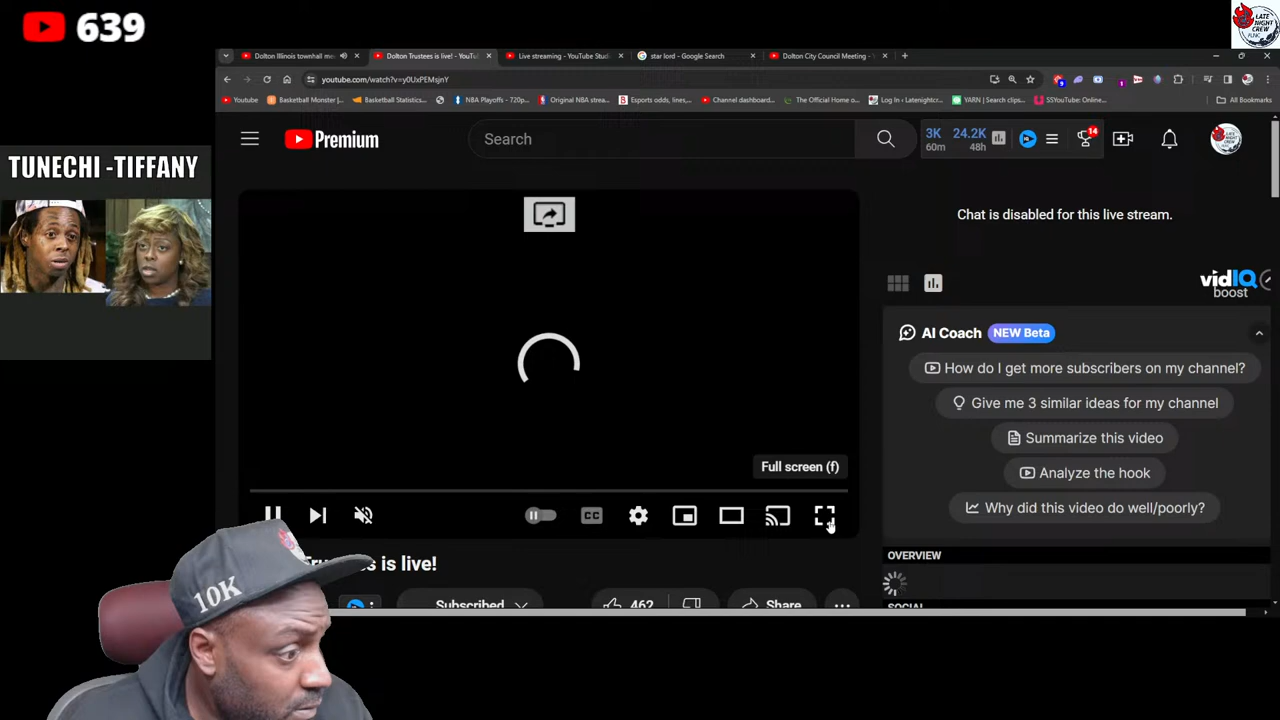 639
LATE
NIGHT
CREW
TUNECHI -TIFFANY
Dolton Illinois townhall me
Dolton Trustees is live! - YouTu
Live streaming - YouTube Studi
star lord - Google Search
Dolton City Council Meeting - Y
youtube.com/watch?v=y0UxPEMsjnY
Youtube
Basketball Monster |
Basketball Statistics...
NBA Playoffs - 720p...
Original NBA strea...
Esports odds, lines,...
Channel dashboard...
The Official Home o...
Log In ‹ Latenightcr...
YARN | Search clips...
SSYouTube: Online...
All Bookmarks
Premium
Search
3K
60m
24.2K
48h
14
Chat is disabled for this live stream.
vidIQ
boost
AI Coach NEW Beta
How do I get more subscribers on my channel?
Give me 3 similar ideas for my channel
Summarize this video
Analyze the hook
Why did this video do well/poorly?
OVERVIEW
SOCIAL
Full screen (f)
CC
is live!
Subscribed
462
Share
10K